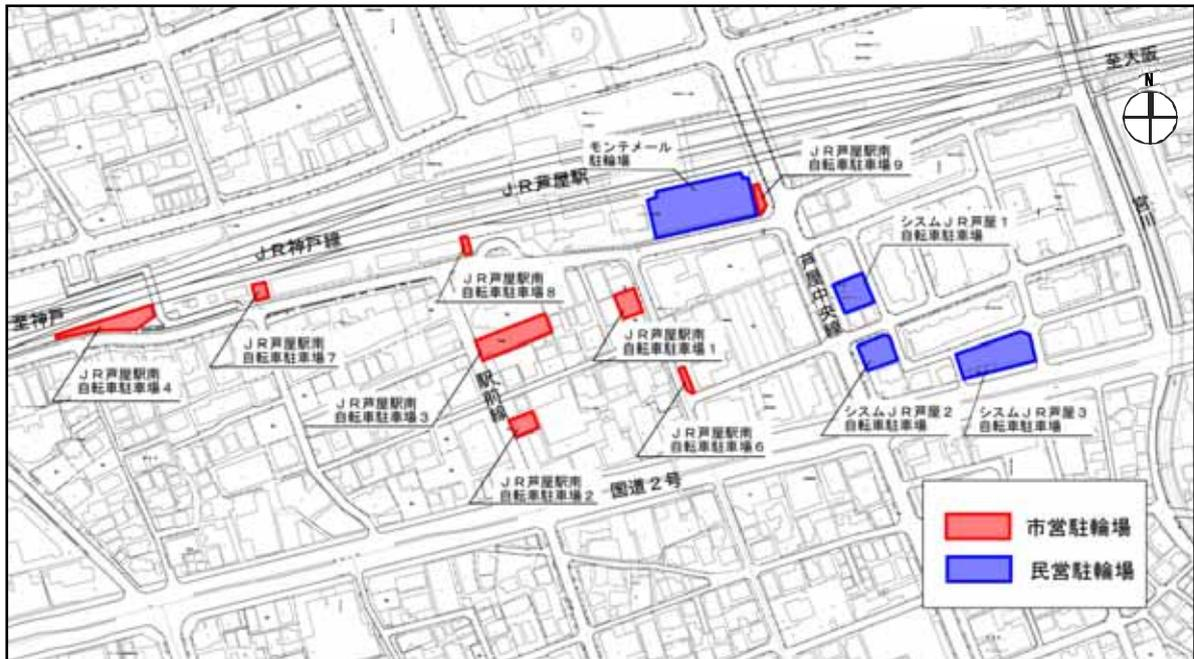 至大阪
N
モンテメール
駐輪場
JR芦屋駅南
自転車駐車場9
JR芦屋駅
宮川
システムJR芦屋1
自転車駐車場
JR神戸線
芦屋中央線
JR芦屋駅南
自転車駐車場8
至神戸
JR芦屋駅南
自転車駐車場7
JR芦屋駅南
自転車駐車場1
JR芦屋駅南
自転車駐車場4
駅前線
JR芦屋駅南
自転車駐車場3
システムJR芦屋2
自転車駐車場
システムJR芦屋3
自転車駐車場
JR芦屋駅南
自転車駐車場6
JR芦屋駅南
自転車駐車場2
国道2号
市営駐輪場
民営駐輪場